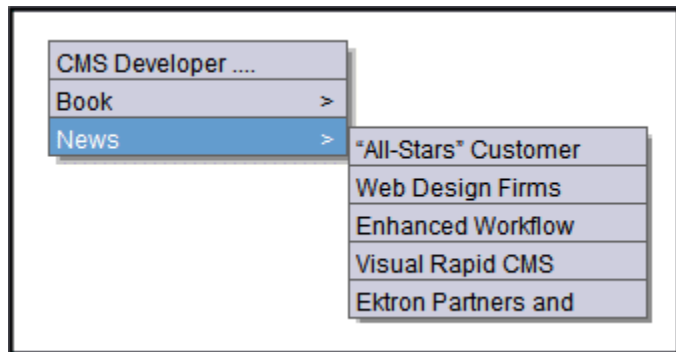 CMS Developer ....
Book >
News >
“All-Stars” Customer
Web Design Firms
Enhanced Workflow
Visual Rapid CMS
Ektron Partners and